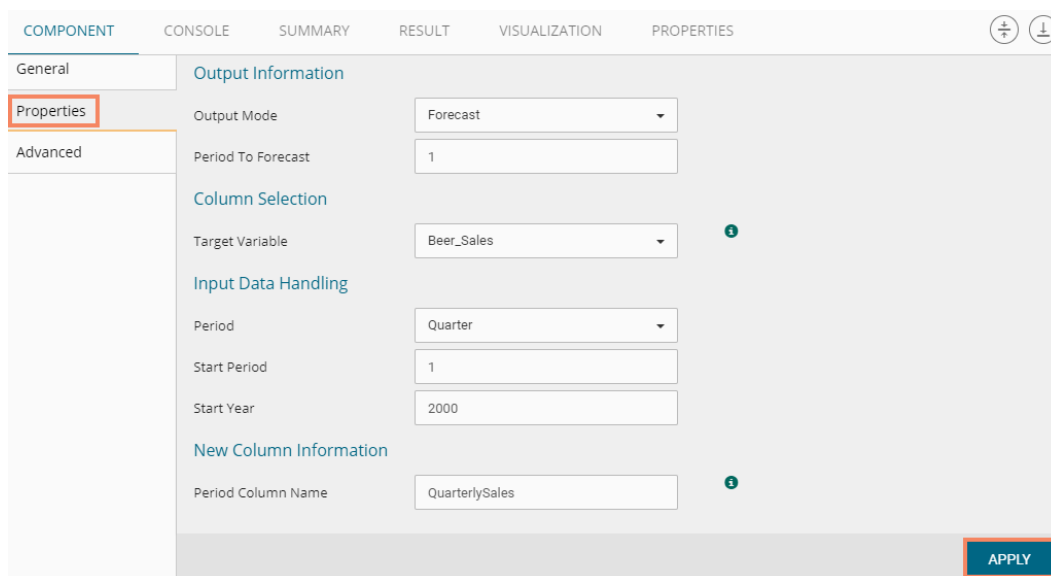 COMPONENT CONSOLE SUMMARY RESULT VISUALIZATION PROPERTIES
General
Properties
Advanced
Output Information
Output Mode Forecast
Period To Forecast 1
Column Selection
Target Variable Beer_Sales
Input Data Handling
Period Quarter
Start Period 1
Start Year 2000
New Column Information
Period Column Name QuarterlySales
APPLY